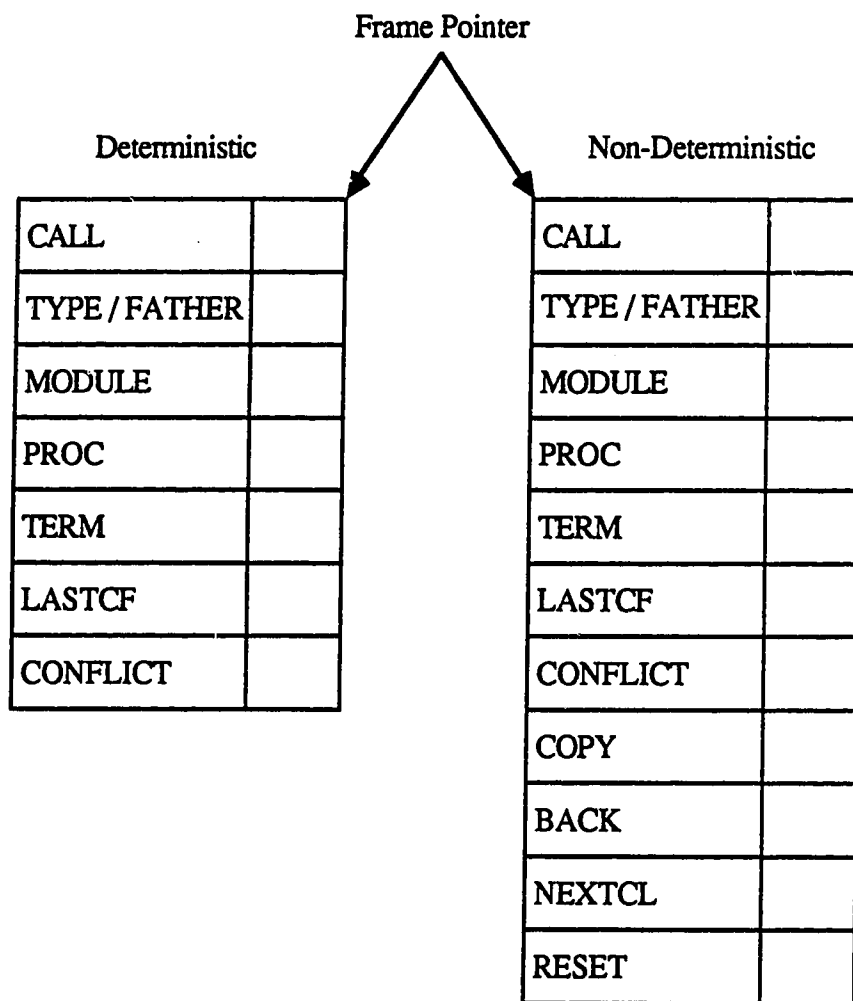 Frame Pointer
Deterministic
CALL
TYPE / FATHER
MODULE
PROC
TERM
LASTCF
CONFLICT
Non-Deterministic
CALL
TYPE / FATHER
MODULE
PROC
TERM
LASTCF
CONFLICT
COPY
BACK
NEXTCL
RESET